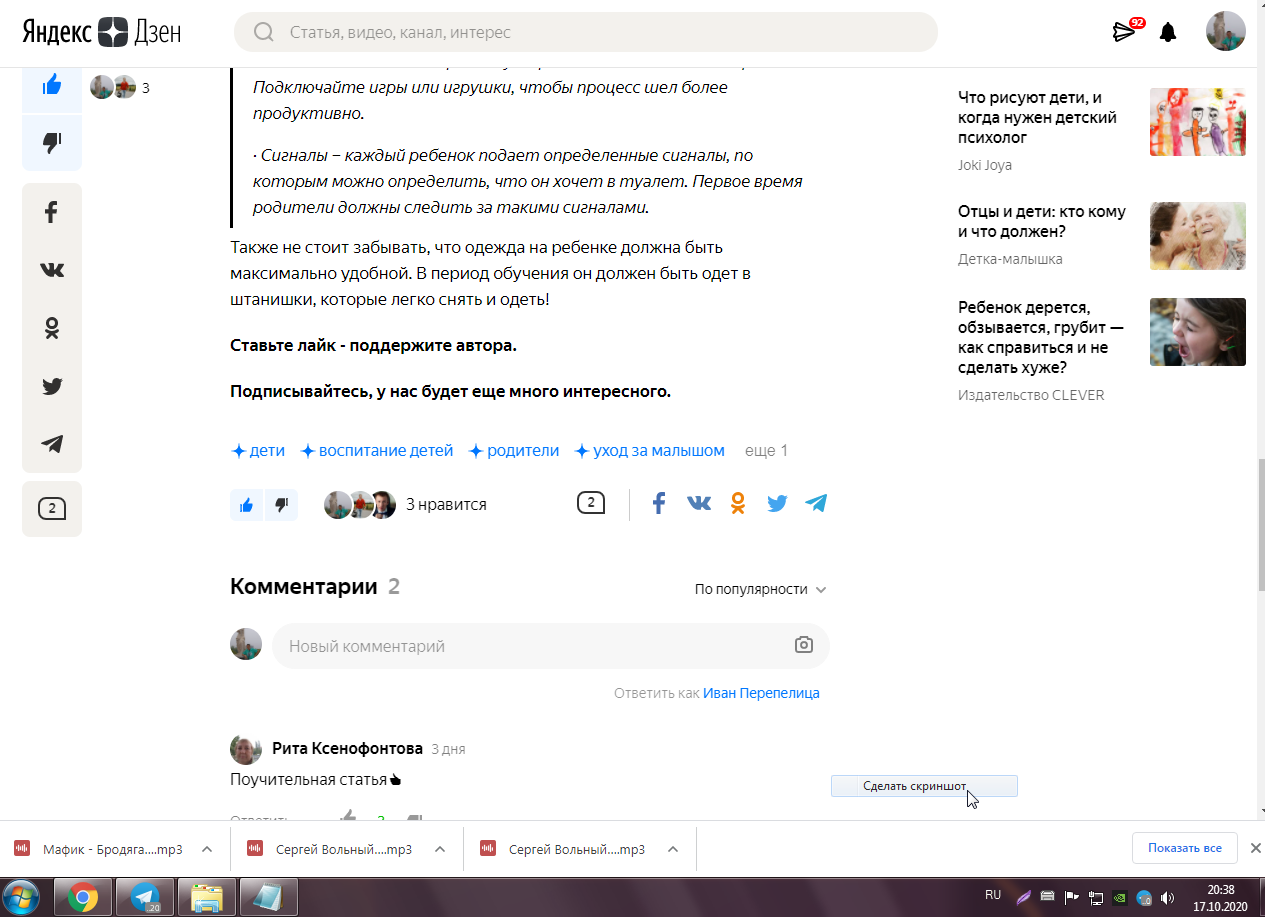 Яндекс Дзен
Статья, видео, канал, интерес
92
3
Подключайте игры или игрушки, чтобы процесс шел более
продуктивно.
· Сигналы – каждый ребенок подает определенные сигналы, по
которым можно определить, что он хочет в туалет. Первое время
родители должны следить за такими сигналами.
Также не стоит забывать, что одежда на ребенке должна быть
максимально удобной. В период обучения он должен быть одет в
штанишки, которые легко снять и одеть!
Ставьте лайк - поддержите автора.
Подписывайтесь, у нас будет еще много интересного.
дети воспитание детей родители уход за малышом еще 1
2
3 нравится
2
Комментарии 2
По популярности
Новый комментарий
Ответить как Иван Перепелица
Рита Ксенофонтова 3 дня
Поучительная статья
Ответить
Что рисуют дети, и
когда нужен детский
психолог
Joki Joya
Отцы и дети: кто кому
и что должен?
Детка-малышка
Ребенок дерется,
обзывается, грубит —
как справиться и не
сделать хуже?
Издательство CLEVER
Сделать скриншот
Мафик - Бродяга....mp3
Сергей Вольный....mp3
Сергей Вольный....mp3
Показать все
20
RU
20:38
17.10.2020